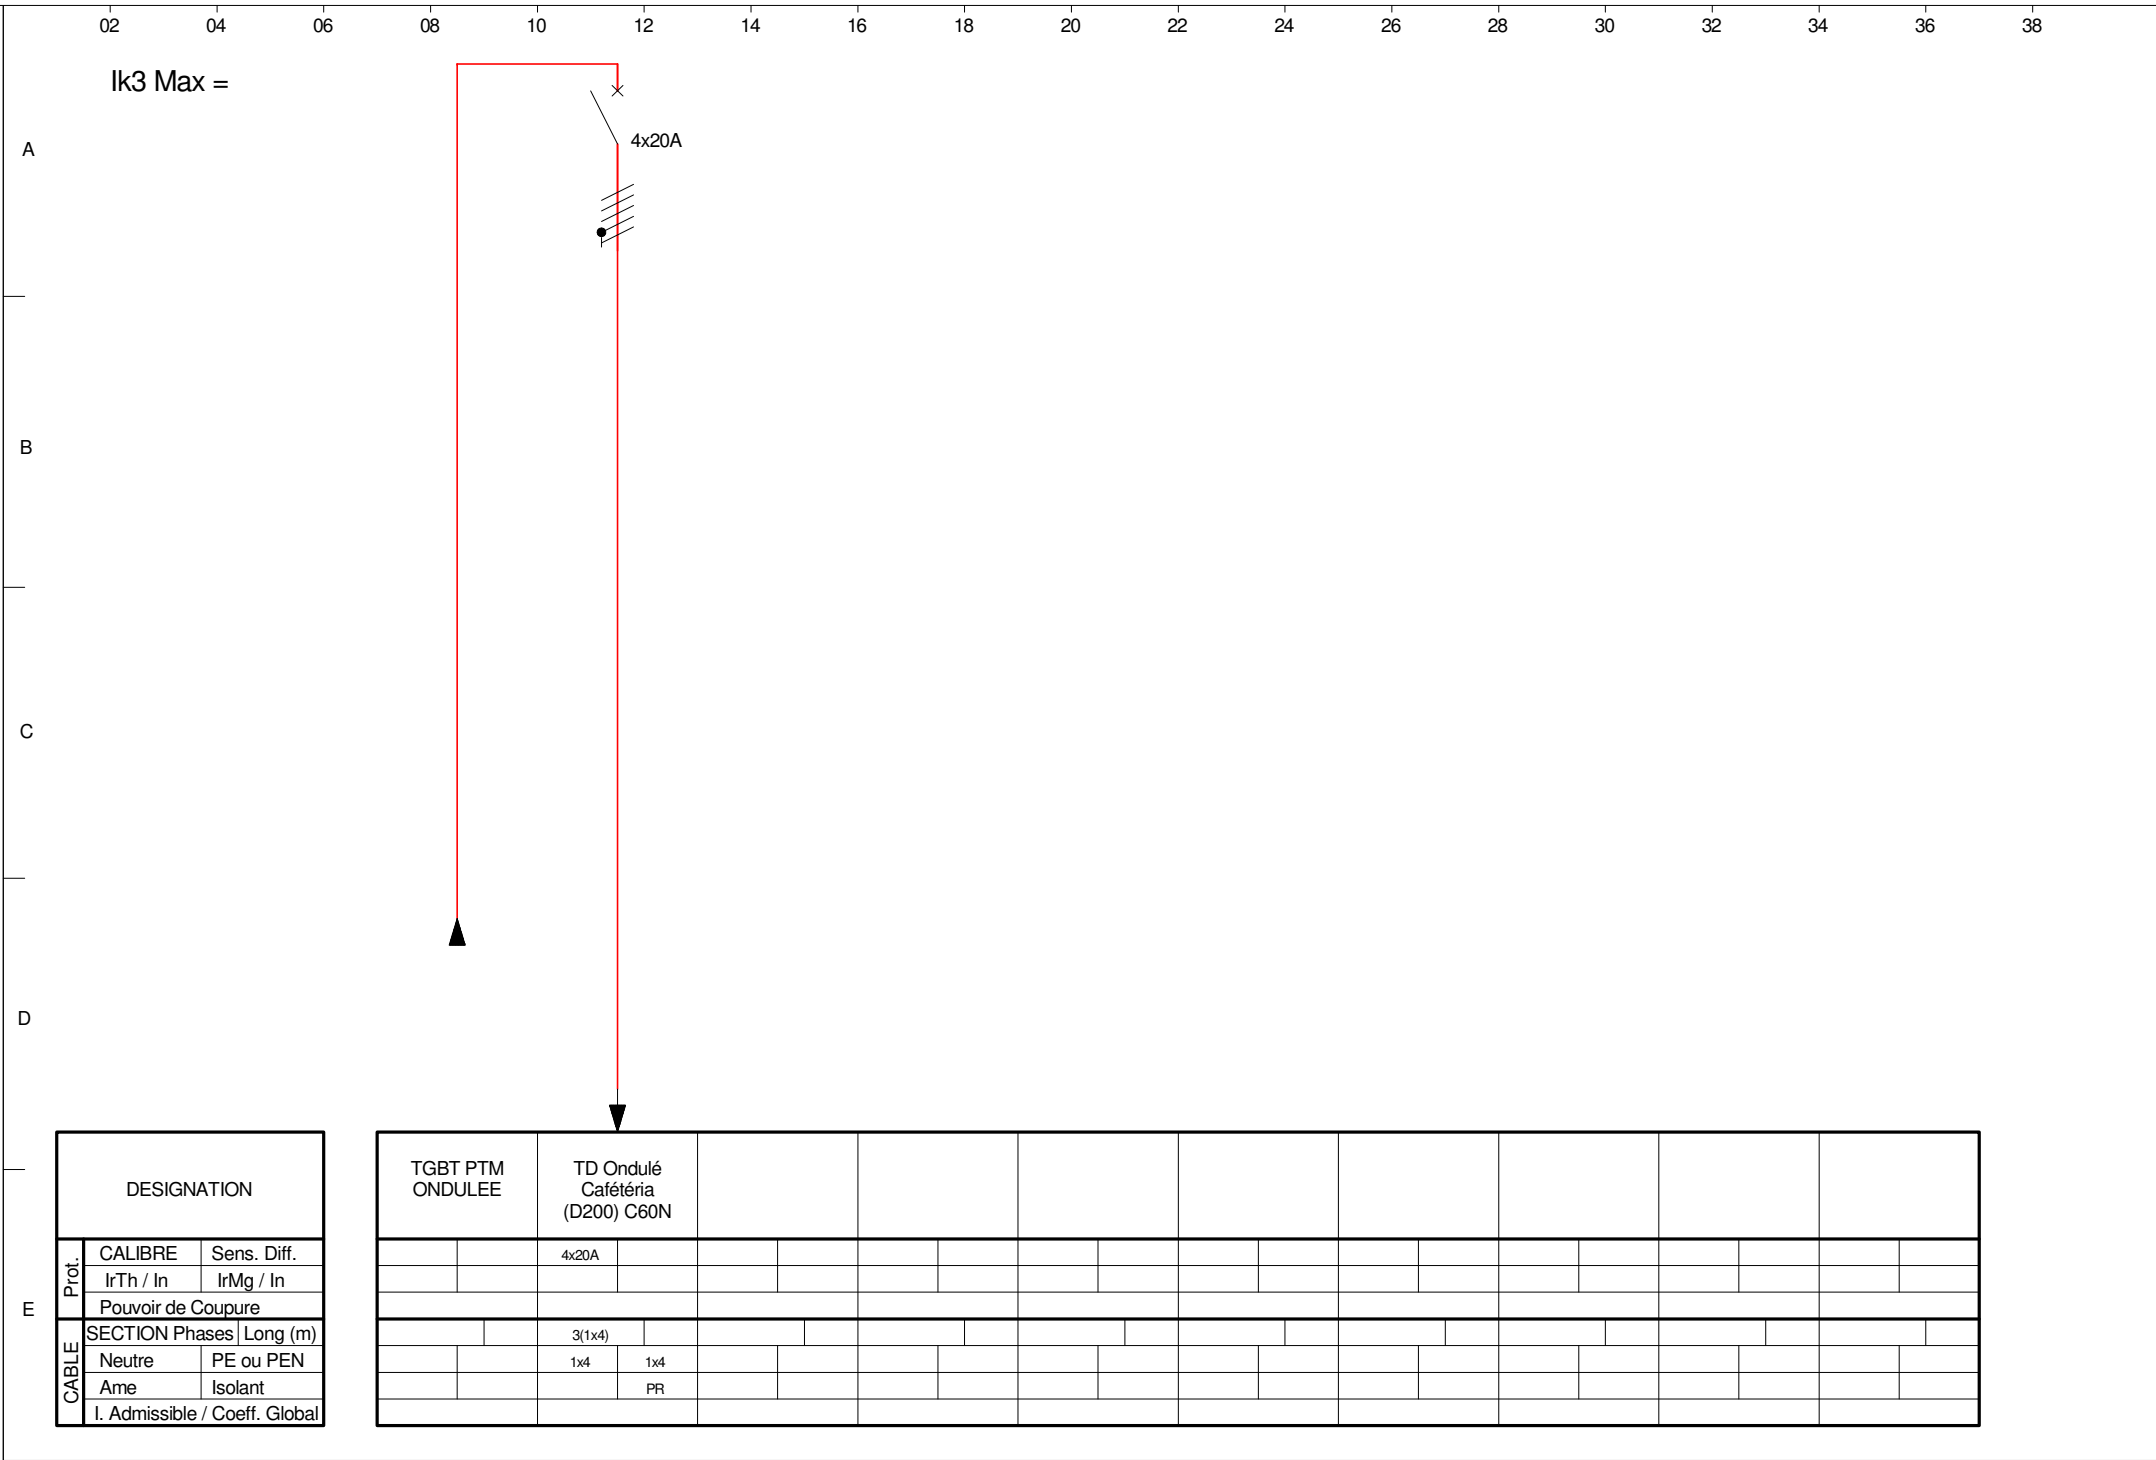 02 04 06 08 10 12 14 16 18 20 22 24 26 28 30 32 34 36 38
Ik3 Max =
A
4x20A
B
C
D
DESIGNATION
TGBT PTM
ONDULEE
TD Ondulé
Cafétéria
(D200) C60N
E
Prot.
CALIBRE Sens. Diff.
4x20A
IrTh / In IrMg / In
Pouvoir de Coupure
CABLE
SECTION Phases Long (m)
3(1x4)
Neutre PE ou PEN
1x4 1x4
Ame Isolant
PR
I. Admissible / Coeff. Global